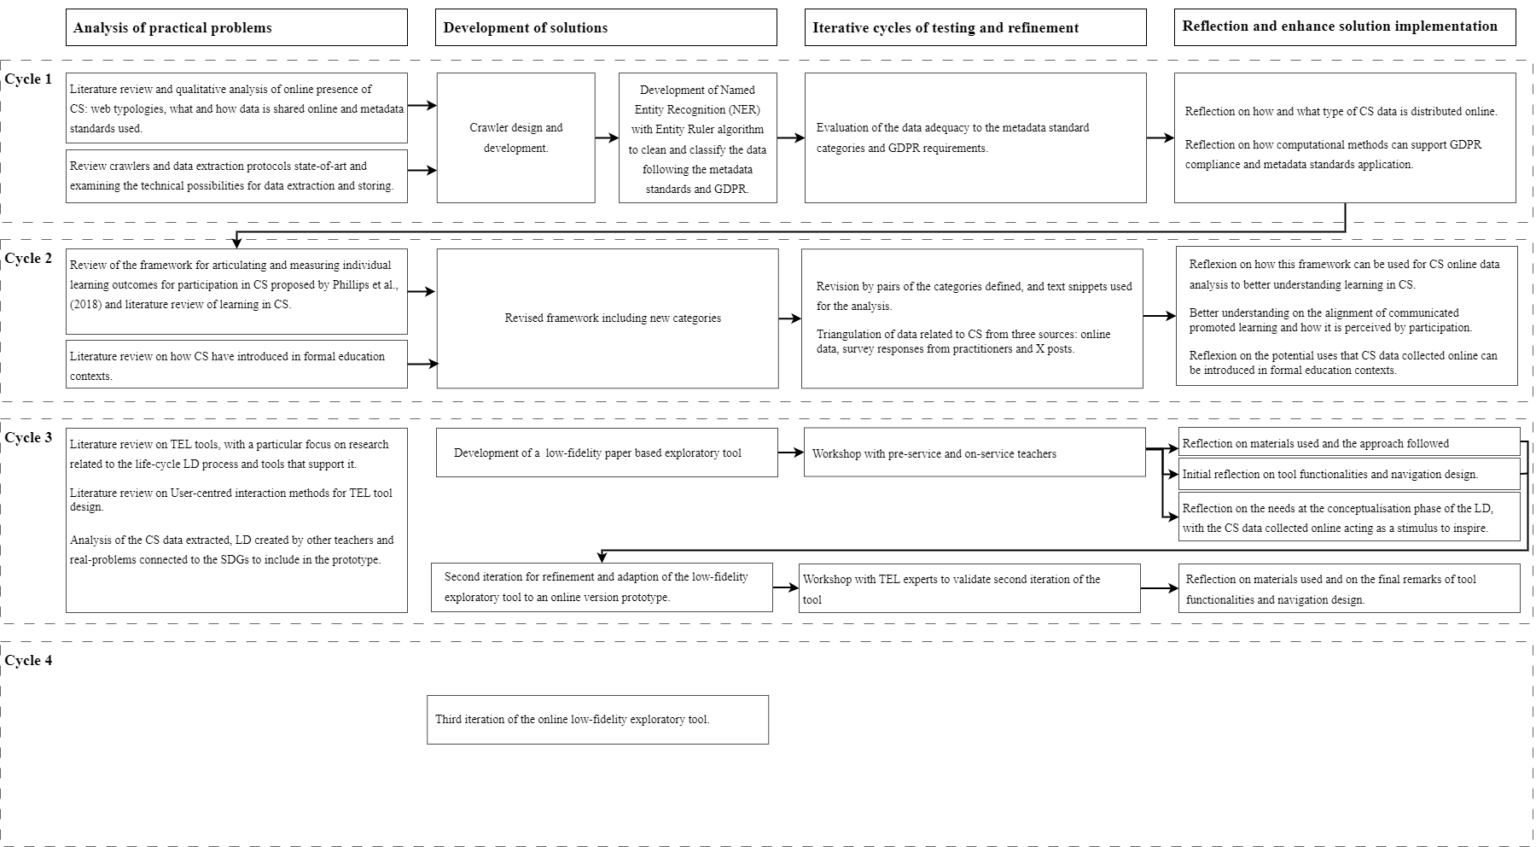 Analysis of practical problems
Development of solutions
Iterative cycles of testing and refinement
Reflection and enhance solution implementation
Cycle 1
Literature review and qualitative analysis of online presence of
CS: web typologies, what and how data is shared online and metadata
standards used.
Review crawlers and data extraction protocols state-of-art and
examining the technical possibilities for data extraction and storing.
Crawler design and
development.
Development of Named
Entity Recognition (NER)
with Entity Ruler algorithm
to clean and classify the data
following the metadata
standards and GDPR.
Evaluation of the data adequacy to the metadata standard
categories and GDPR requirements.
Reflection on how and what type of CS data is distributed online.
Reflection on how computational methods can support GDPR
compliance and metadata standards application.
Cycle 2
Review of the framework for articulating and measuring individual
learning outcomes for participation in CS proposed by Phillips et al.,
(2018) and literature review of learning in CS.
Literature review on how CS have introduced in formal education
contexts.
Revised framework including new categories
Revision by pairs of the categories defined, and text snippets used
for the analysis.
Triangulation of data related to CS from three sources: online
data, survey responses from practitioners and X posts.
Reflexion on how this framework can be used for CS online data
analysis to better understanding learning in CS.
Better understanding on the alignment of communicated
promoted learning and how it is perceived by participation.
Reflexion on the potential uses that CS data collected online can
be introduced in formal education contexts.
Cycle 3
Literature review on TEL tools, with a particular focus on research
related to the life-cycle LD process and tools that support it.
Literature review on User-centred interaction methods for TEL tool
design.
Analysis of the CS data extracted, LD created by other teachers and
real-problems connected to the SDGs to include in the prototype.
Development of a low-fidelity paper based exploratory tool
Workshop with pre-service and on-service teachers
Reflection on materials used and the approach followed
Initial reflection on tool functionalities and navigation design.
Reflection on the needs at the conceptualisation phase of the LD,
with the CS data collected online acting as a stimulus to inspire.
Second iteration for refinement and adaption of the low-fidelity
exploratory tool to an online version prototype.
Workshop with TEL experts to validate second iteration of the
tool
Reflection on materials used and on the final remarks of tool
functionalities and navigation design.
Cycle 4
Third iteration of the online low-fidelity exploratory tool.